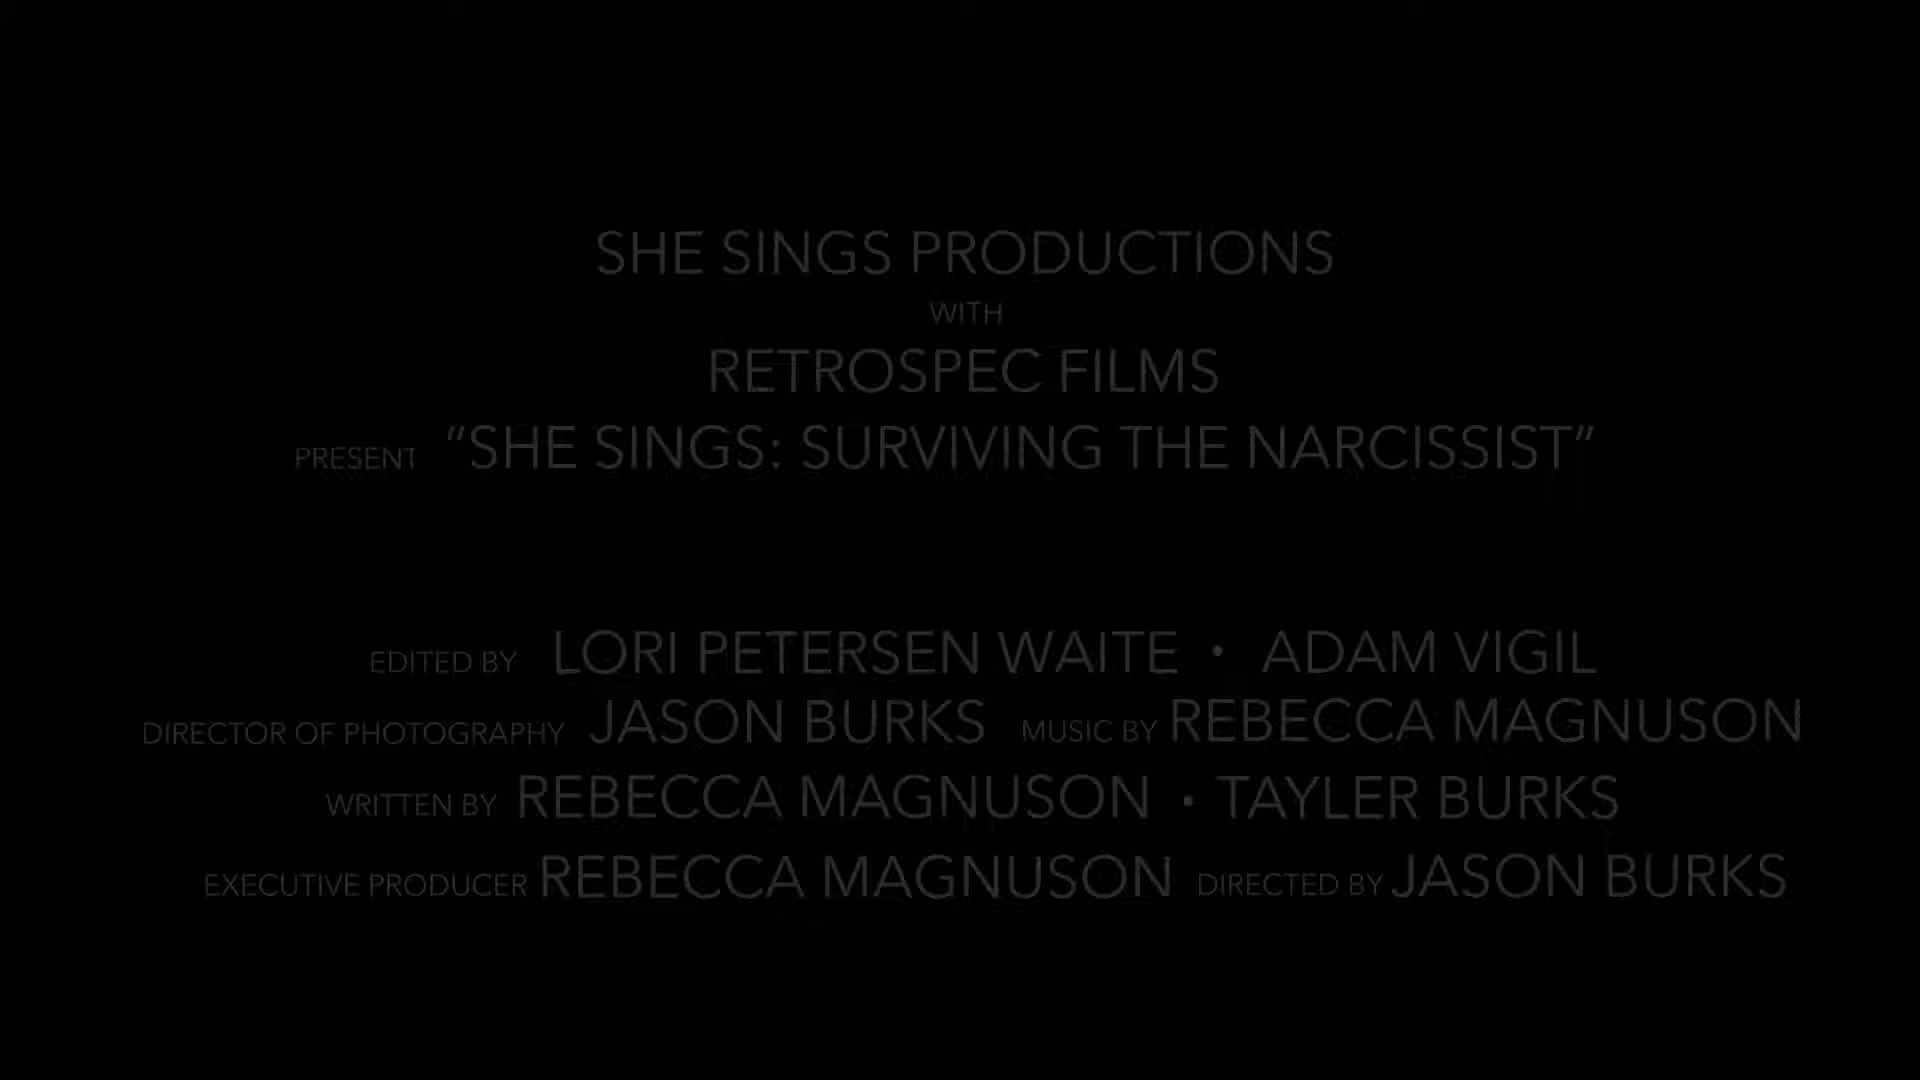 SHE SINGS PRODUCTIONS
WITH
RETROSPEC FILMS
PRESENT "SHE SINGS: SURVIVING THE NARCISSIST"
EDITED BY LORI PETERSEN WAITE • ADAM VIGIL
DIRECTOR OF PHOTOGRAPHY JASON BURKS MUSIC BY REBECCA MAGNUSON
WRITTEN BY REBECCA MAGNUSON • TAYLER BURKS
EXECUTIVE PRODUCER REBECCA MAGNUSON DIRECTED BY JASON BURKS